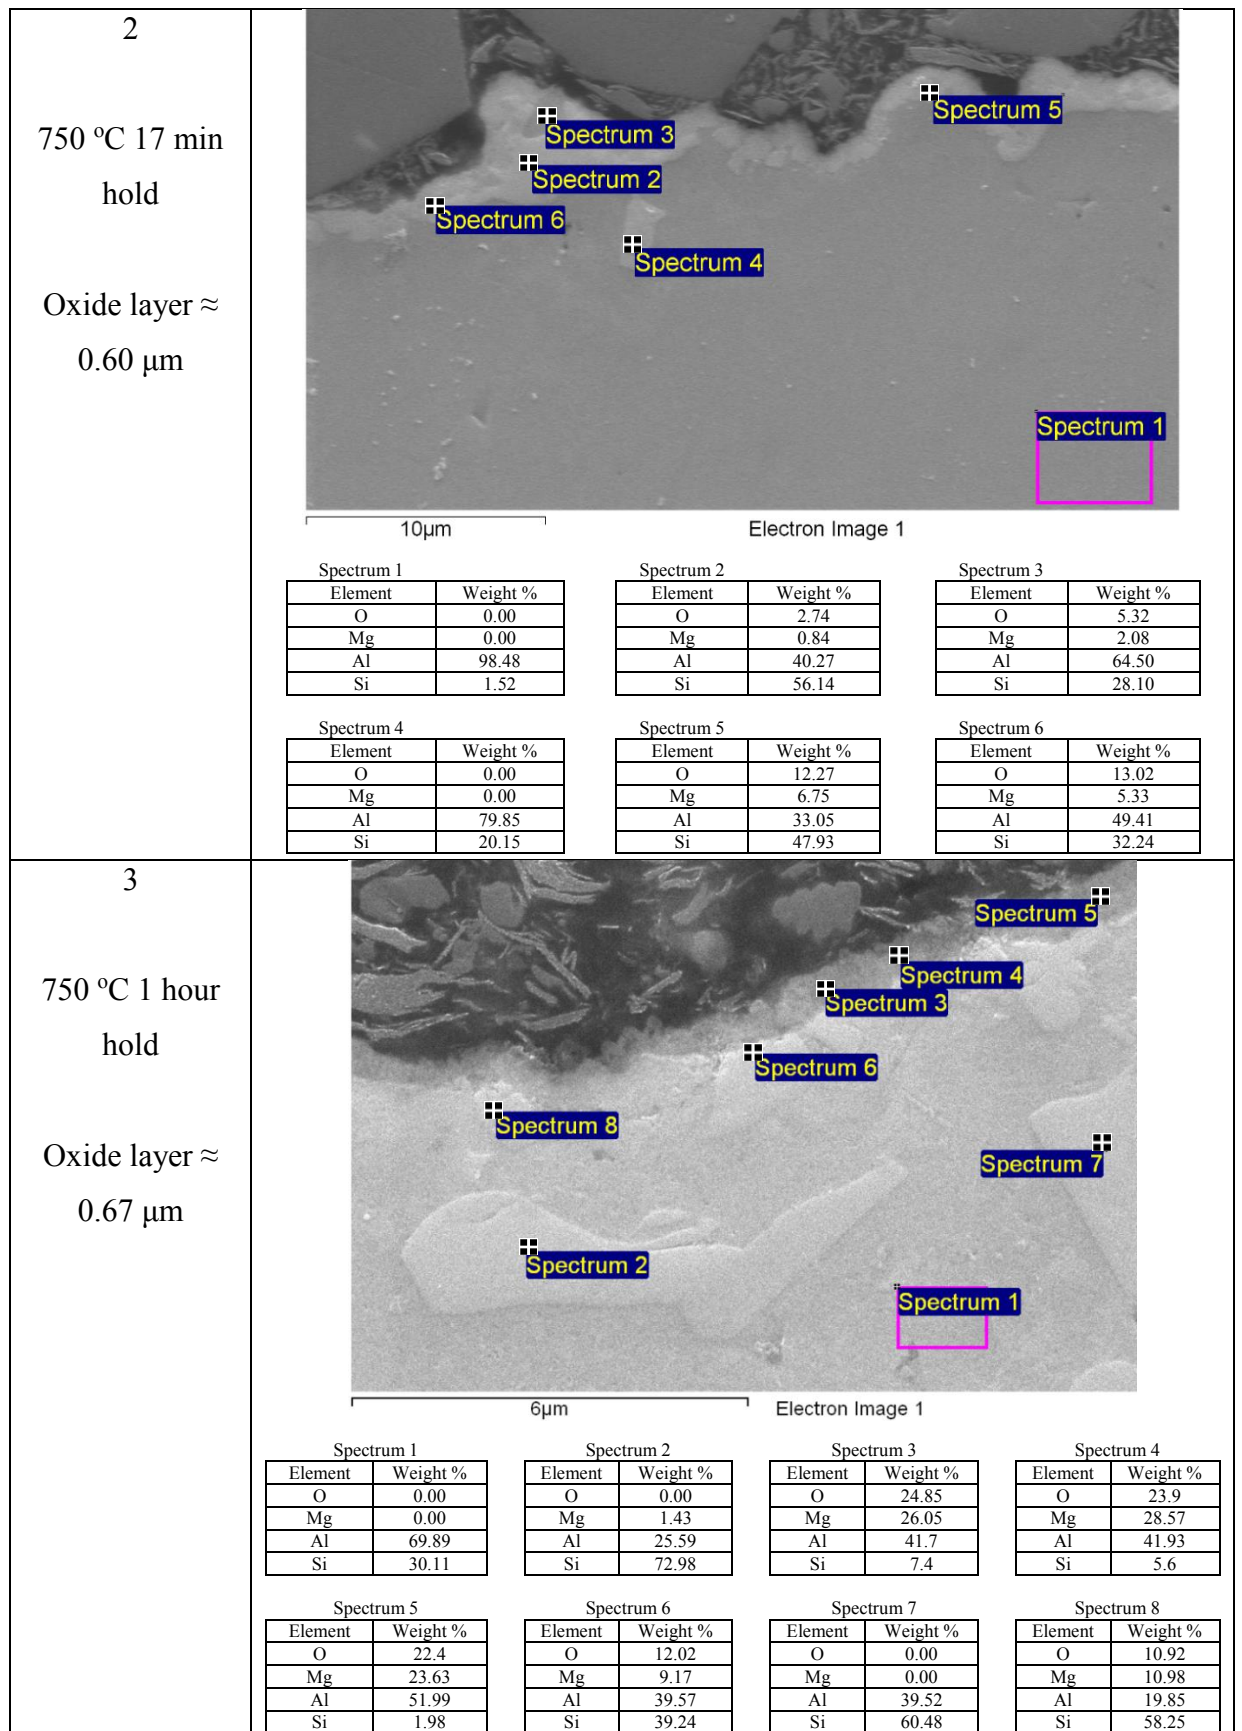 2
750 ºC 17 min
hold
Oxide layer ≈
0.60 μm
Spectrum 3
Spectrum 5
Spectrum 2
Spectrum 6
Spectrum 4
Spectrum 1
10μm Electron Image 1
Spectrum 1 Spectrum 2 Spectrum 3
Element Weight % Element Weight % Element Weight %
O 0.00 O 2.74 O 5.32
Mg 0.00 Mg 0.84 Mg 2.08
Al 98.48 Al 40.27 Al 64.50
Si 1.52 Si 56.14 Si 28.10
Spectrum 4 Spectrum 5 Spectrum 6
Element Weight % Element Weight % Element Weight %
O 0.00 O 12.27 O 13.02
Mg 0.00 Mg 6.75 Mg 5.33
Al 79.85 Al 33.05 Al 49.41
Si 20.15 Si 47.93 Si 32.24
3
750 ºC 1 hour
hold
Oxide layer ≈
0.67 μm
Spectrum 5
Spectrum 4
Spectrum 3
Spectrum 6
Spectrum 8
Spectrum 7
Spectrum 2
Spectrum 1
6μm Electron Image 1
Spectrum 1 Spectrum 2 Spectrum 3 Spectrum 4
Element Weight % Element Weight % Element Weight % Element Weight %
O 0.00 O 0.00 O 24.85 O 23.9
Mg 0.00 Mg 1.43 Mg 26.05 Mg 28.57
Al 69.89 Al 25.59 Al 41.7 Al 41.93
Si 30.11 Si 72.98 Si 7.4 Si 5.6
Spectrum 5 Spectrum 6 Spectrum 7 Spectrum 8
Element Weight % Element Weight % Element Weight % Element Weight %
O 22.4 O 12.02 O 0.00 O 10.92
Mg 23.63 Mg 9.17 Mg 0.00 Mg 10.98
Al 51.99 Al 39.57 Al 39.52 Al 19.85
Si 1.98 Si 39.24 Si 60.48 Si 58.25